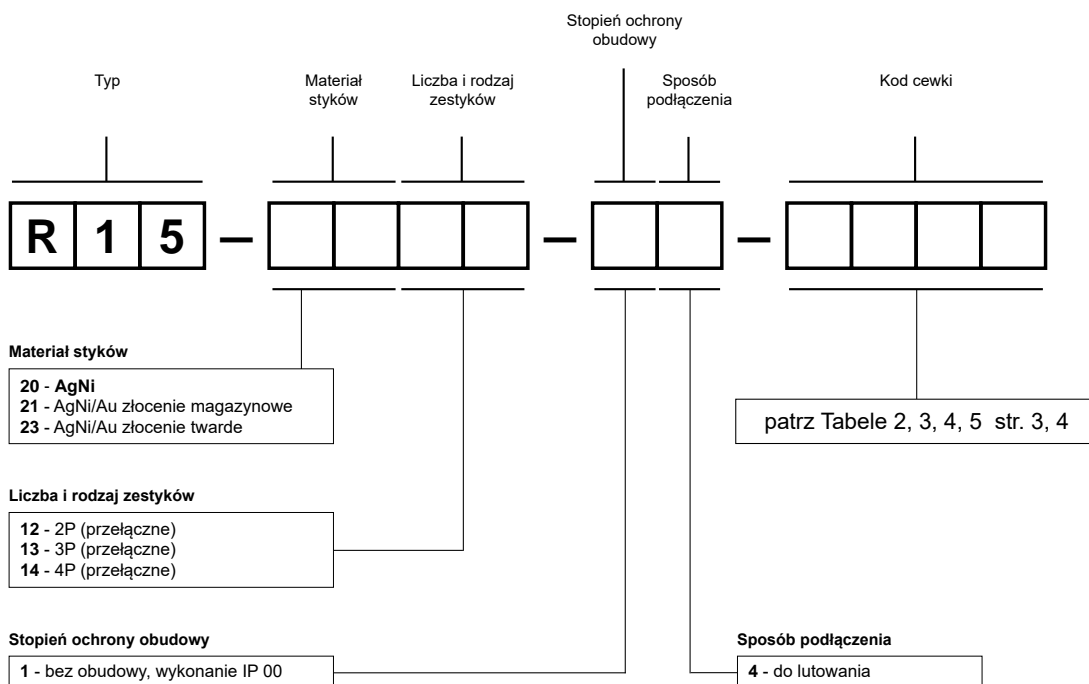 Stopień ochrony
obudowy
Typ
Materiał
styków
Liczba i rodzaj
zestyków
Sposób
podłączenia
Kod cewki
R 1 5 – – –
Materiał styków
20 - AgNi
21 - AgNi/Au złocenie magazynowe
23 - AgNi/Au złocenie twarde
patrz Tabele 2, 3, 4, 5 str. 3, 4
Liczba i rodzaj zestyków
12 - 2P (przełączne)
13 - 3P (przełączne)
14 - 4P (przełączne)
Stopień ochrony obudowy
1 - bez obudowy, wykonanie IP 00
Sposób podłączenia
4 - do lutowania